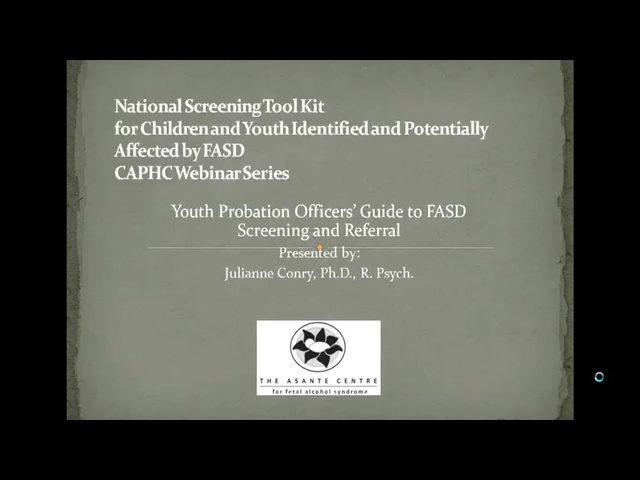 National Screening Tool Kit
for Children and Youth Identified and Potentially
Affected by FASD
CAPHC Webinar Series
Youth Probation Officers' Guide to FASD
Screening and Referral
Presented by:
Julianne Conry, Ph.D., R. Psych.
THE ASANTE CENTRE
for fetal alcohol syndrome